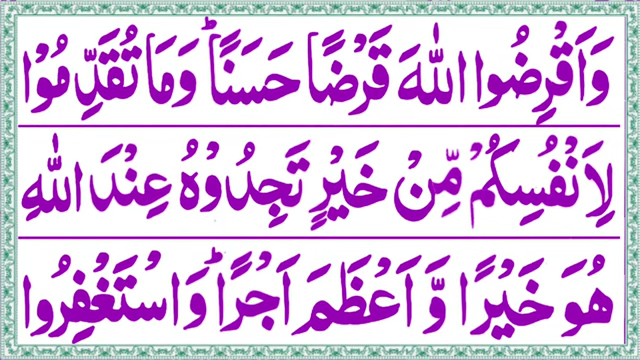 وَاَقْرِضُوا اللّٰهَ قَرْضًا حَسَنًا ؕ وَمَا تُقَدِّمُوْا
لِاَنْفُسِكُمْ مِّنْ خَيْرٍ تَجِدُوْهُ عِنْدَ اللّٰهِ
هُوَ خَيْرًا وَّ اَعْظَمَ اَجْرًا ؕ وَاسْتَغْفِرُوا